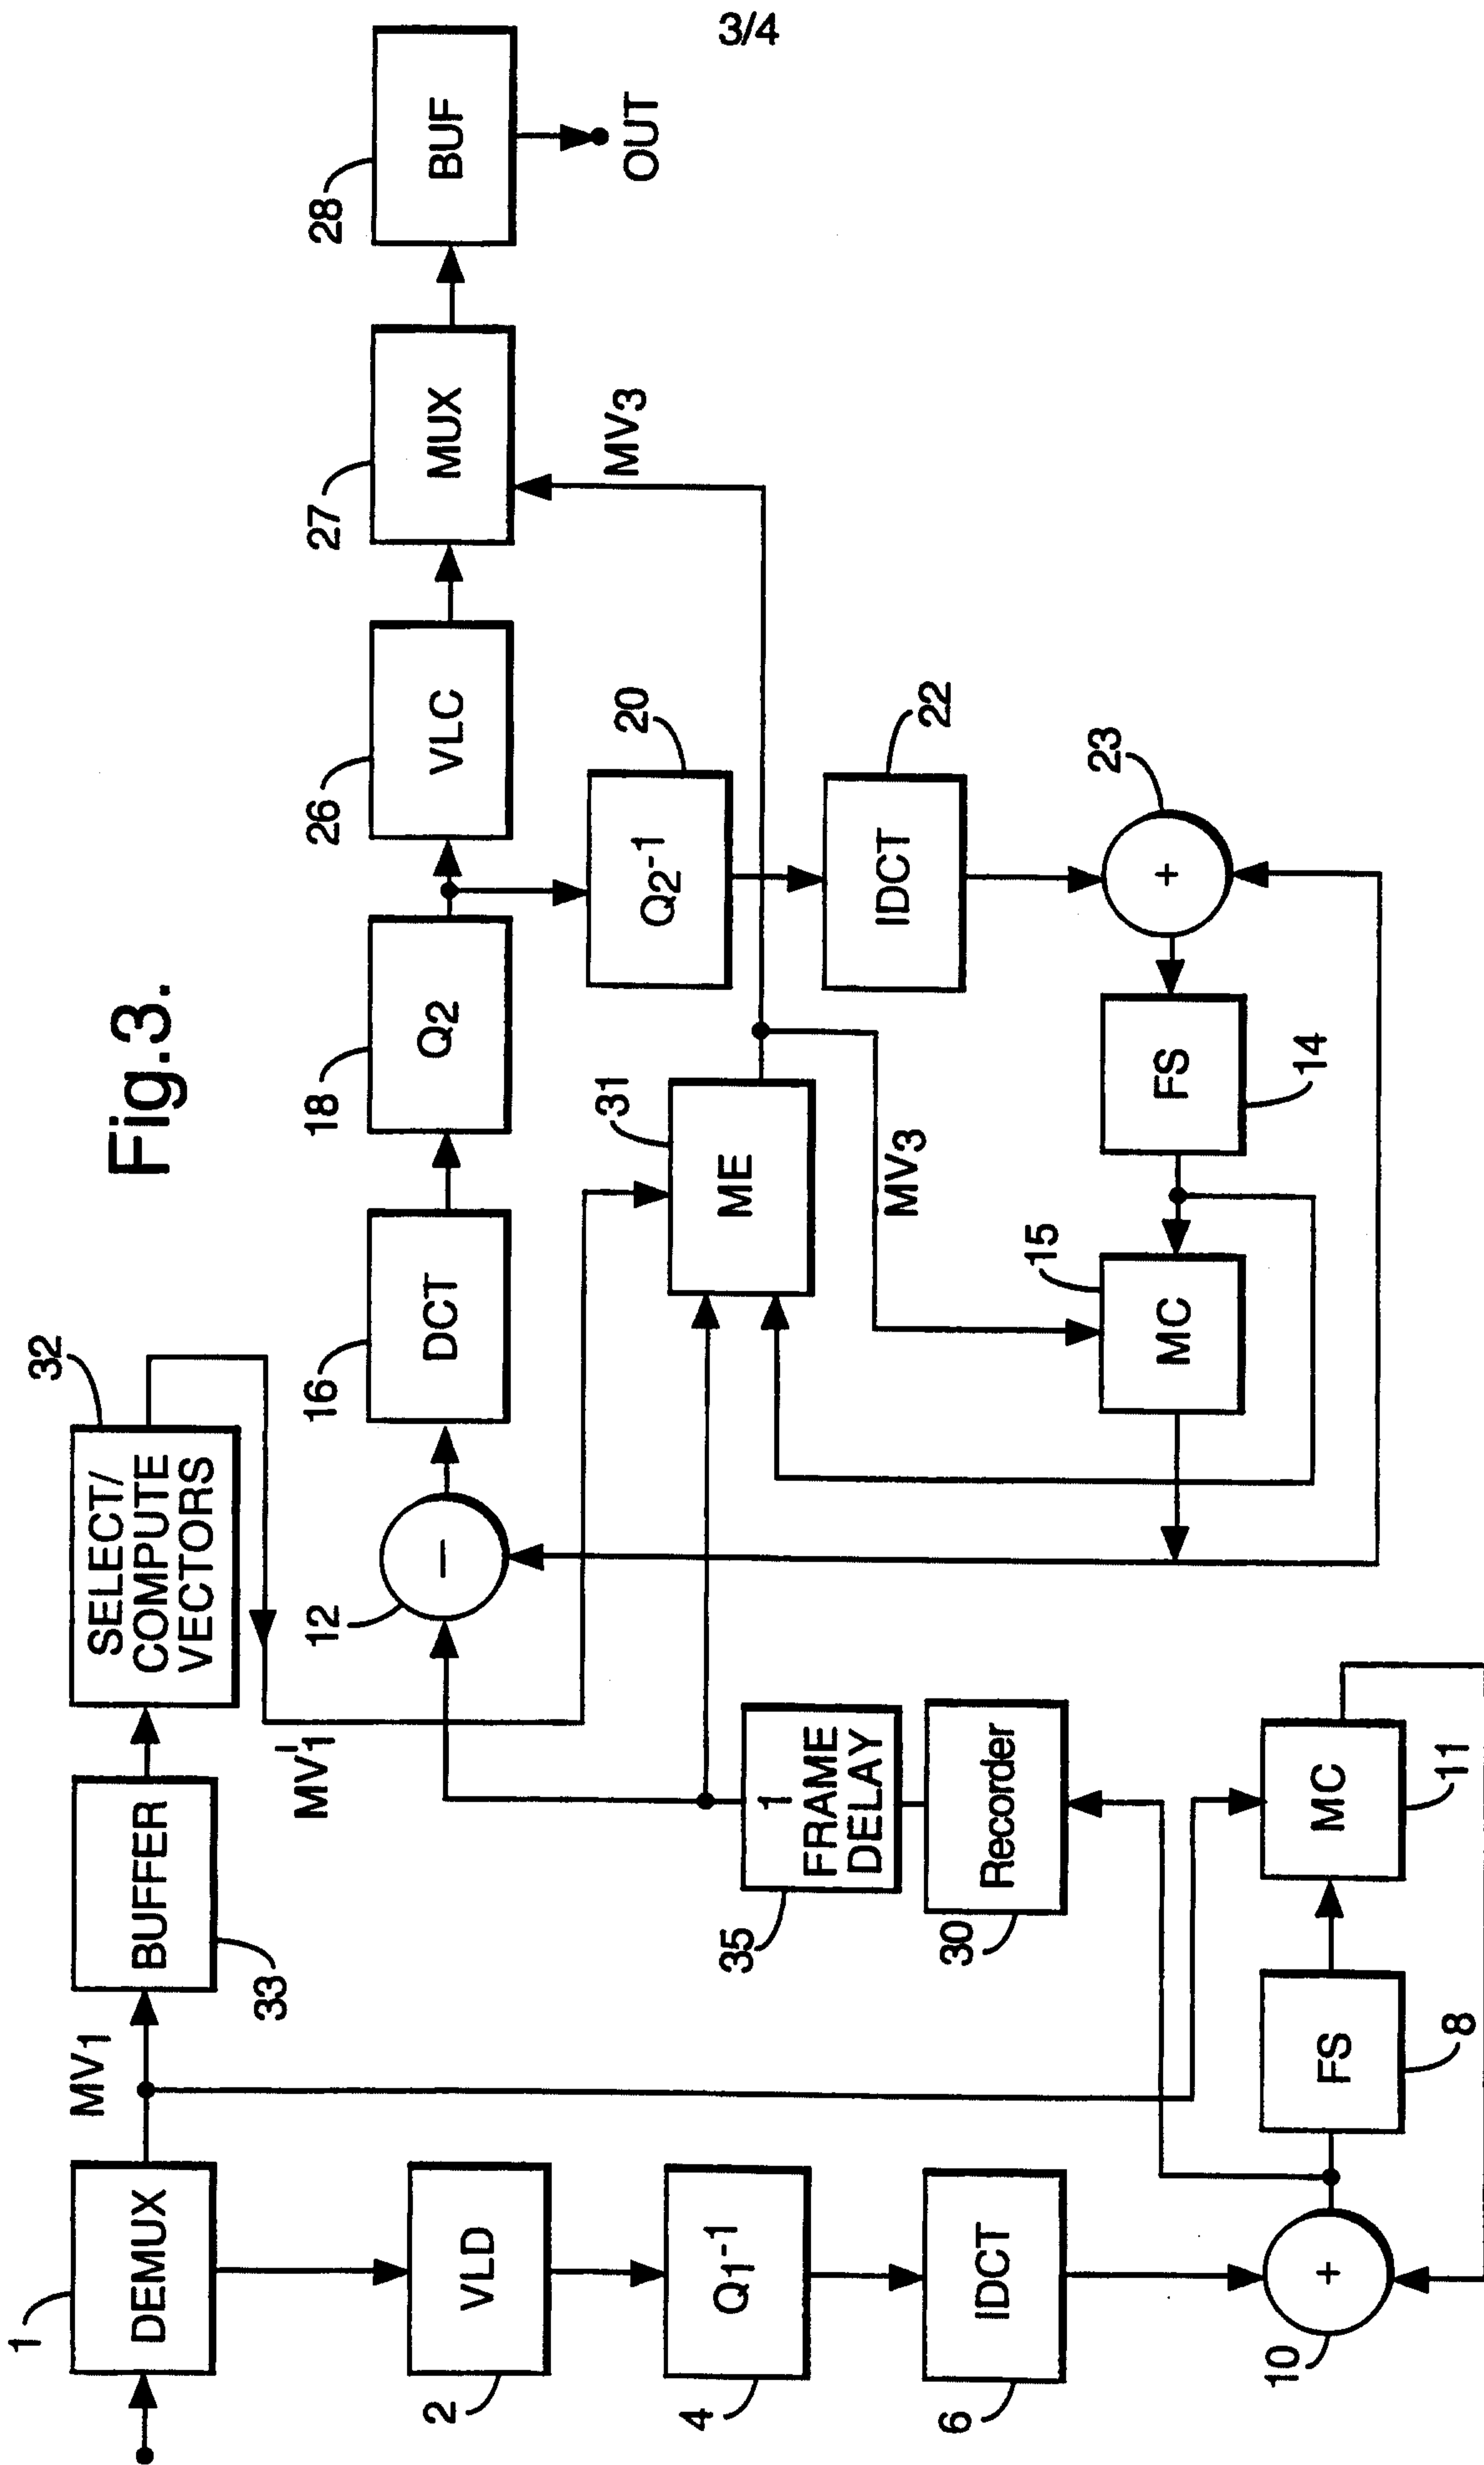 3/4
Fig.3.
1
DEMUX
MV1
BUFFER
33
SELECT/
COMPUTE
VECTORS
32
MV1'
2
VLD
4
Q1-1
6
IDCT
10
+
FS
8
MC
11
Recorder
30
1
FRAME
DELAY
35
12
−
16
DCT
18
Q2
26
VLC
27
MUX
28
BUF
OUT
MV3
Q2-1
20
IDCT
22
+
23
ME
31
MV3
FS
14
MC
15